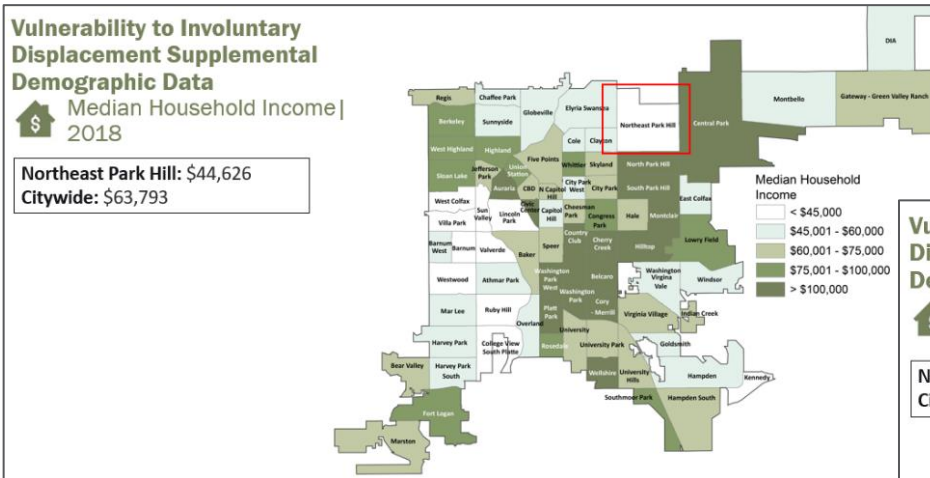 Vulnerability to Involuntary
Displacement Supplemental
Demographic Data
$
Median Household Income|
2018
Northeast Park Hill: $44,626
Citywide: $63,793
DIA
Montbello
Gateway - Green Valley Ranch
Regis
Chaffee Park
Globeville
Elyria Swansea
Northeast Park Hill
Central Park
Berkeley
Sunnyside
Cole
Clayton
West Highland
Highland
Union
Station
Five Points
Whittier
Skyland
North Park Hill
Sloan Lake
Jefferson
Park
Auraria
CBD
N Capitol
Hill
City Park
West
City Park
South Park Hill
East Colfax
West Colfax
Sun
Valley
Lincoln
Park
Civic
Center
Capitol
Hill
Cheesman
Park
Congress
Park
Hale
Montclair
Villa Park
Lowry Field
Barnum
West
Barnum
Valverde
Baker
Speer
Country
Club
Cherry
Creek
Hilltop
Westwood
Athmar Park
Washington
Park
West
Belcaro
Washington
Virgina
Vale
Windsor
Mar Lee
Ruby Hill
Overland
Washington
Park
Platt
Park
Cory
- Merrill
Virginia Village
Indian Creek
Harvey Park
College View
South Platte
University
University Park
Goldsmith
Rosedale
Bear Valley
Harvey Park
South
Wellshire
University
Hills
Hampden
Kennedy
Southmoor Park
Hampden South
Fort Logan
Marston
Median Household
Income
< $45,000
$45,001 - $60,000
$60,001 - $75,000
$75,001 - $100,000
> $100,000
Vu
Di
De
N
Ci